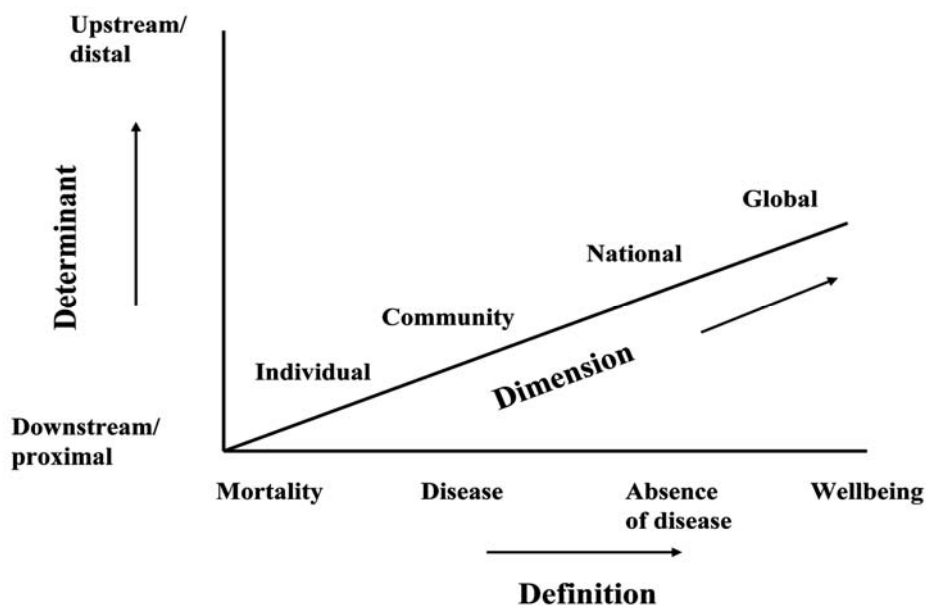 Upstream/
distal
Determinant
Global
National
Community
Dimension
Individual
Downstream/
proximal
Mortality
Disease
Absence
of disease
Wellbeing
Definition